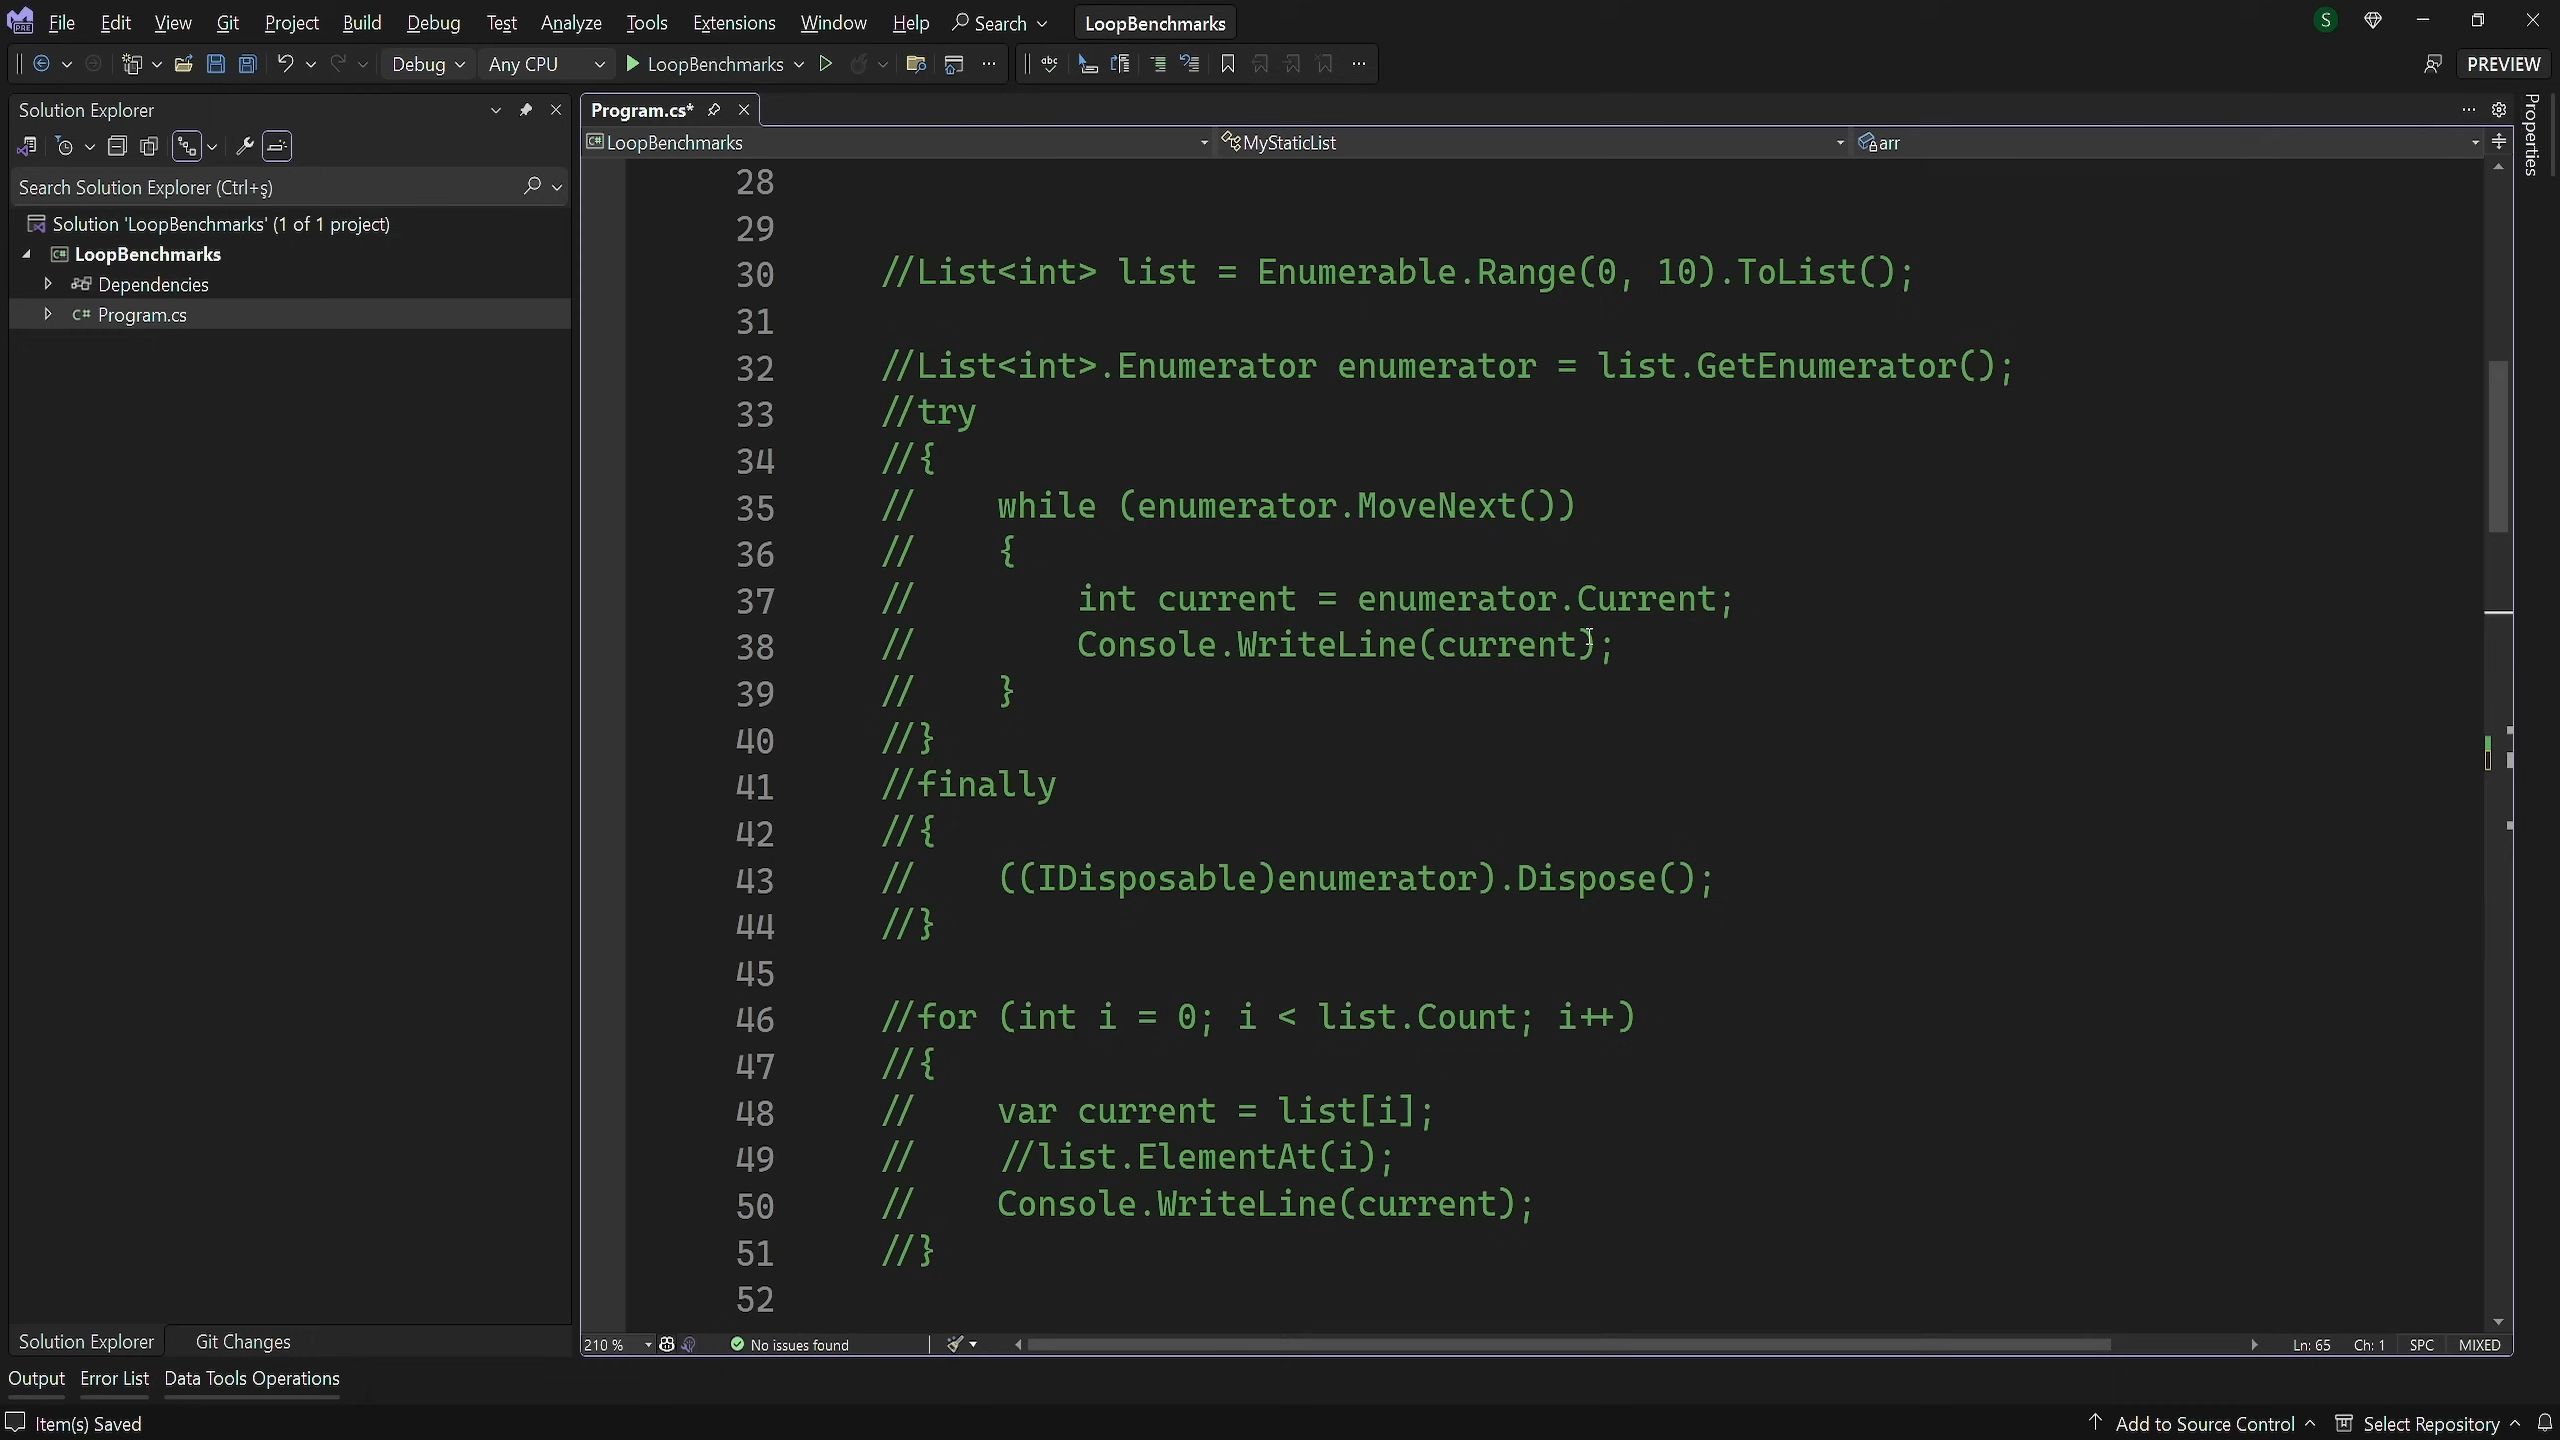 File Edit View Git Project Build Debug Test Analyze Tools Extensions Window Help Search LoopBenchmarks S
Debug Any CPU LoopBenchmarks abc PREVIEW
Solution Explorer
Search Solution Explorer (Ctrl+ş)
Solution 'LoopBenchmarks' (1 of 1 project)
LoopBenchmarks
Dependencies
C# Program.cs
Program.cs*
C# LoopBenchmarks MyStaticList arr
Properties
28
29
30 //List<int> list = Enumerable.Range(0, 10).ToList();
31
32 //List<int>.Enumerator enumerator = list.GetEnumerator();
33 //try
34 //{
35 //    while (enumerator.MoveNext())
36 //    {
37 //        int current = enumerator.Current;
38 //        Console.WriteLine(current);
39 //    }
40 //}
41 //finally
42 //{
43 //    ((IDisposable)enumerator).Dispose();
44 //}
45
46 //for (int i = 0; i < list.Count; i++)
47 //{
48 //    var current = list[i];
49 //    //list.ElementAt(i);
50 //    Console.WriteLine(current);
51 //}
52
210 % No issues found Ln: 65 Ch: 1 SPC MIXED
Solution Explorer Git Changes
Output Error List Data Tools Operations
Item(s) Saved Add to Source Control Select Repository